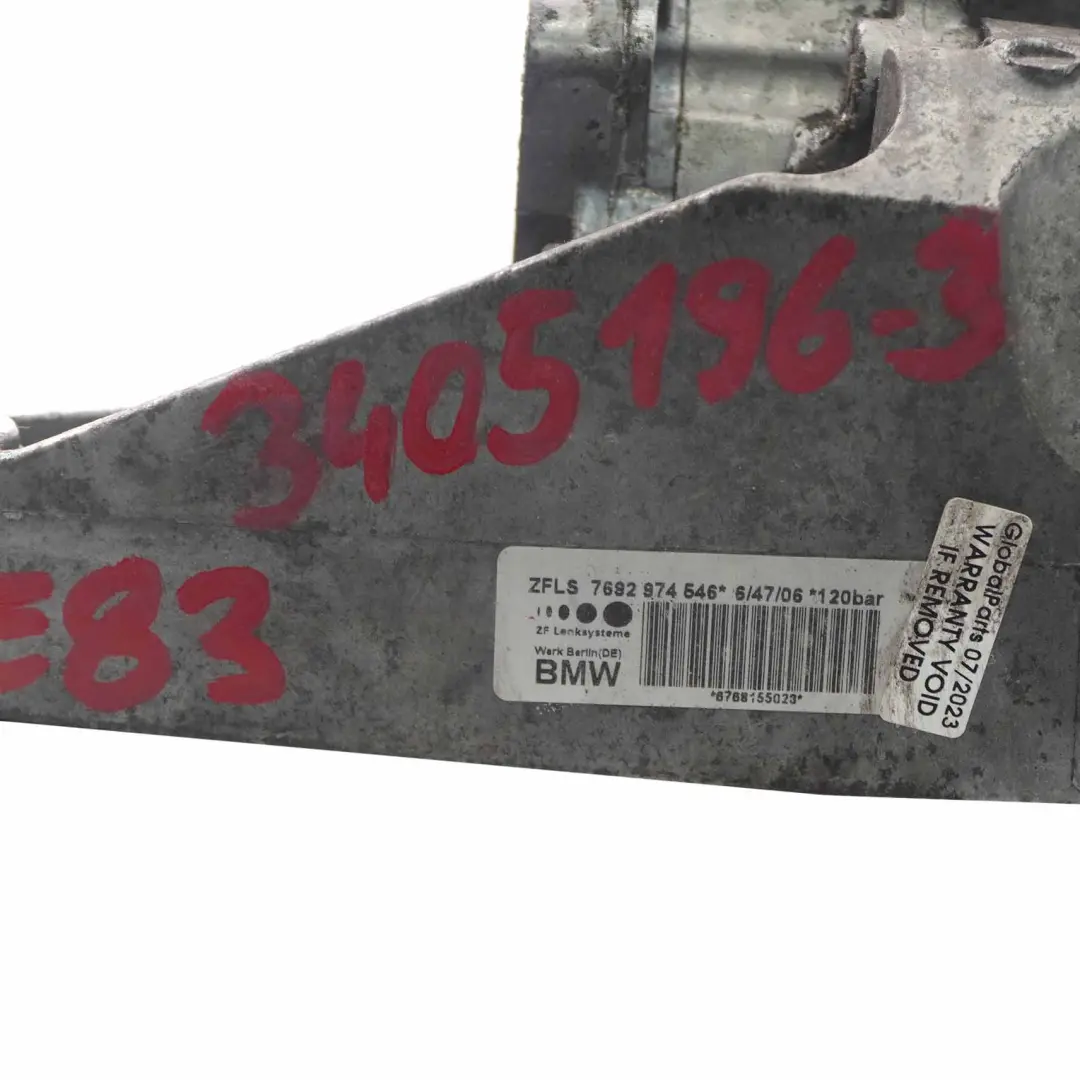 3405196-3
E83
ZFLS 7692 974 546* 6/47/06 *120bar
ZF Lenksysteme
Werk Berlin(DE)
BMW
*6768155023*
GlobalParts 07/2023
WARRANTY VOID
IF REMOVED